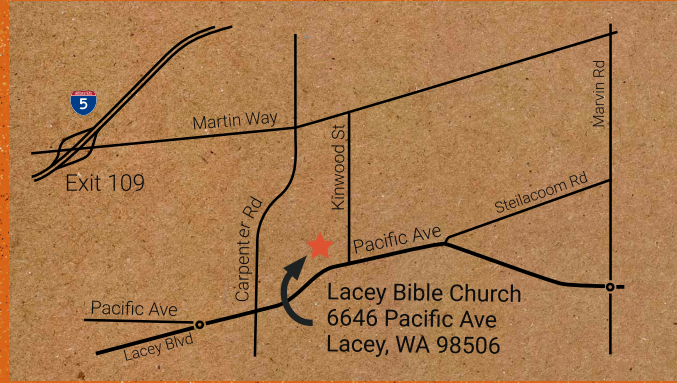 INTERSTATE
5
Martin Way
Exit 109
Carpenter Rd
Kinwood St
Marvin Rd
Steilacoom Rd
Pacific Ave
Pacific Ave
Lacey Blvd
Lacey Bible Church
6646 Pacific Ave
Lacey, WA 98506